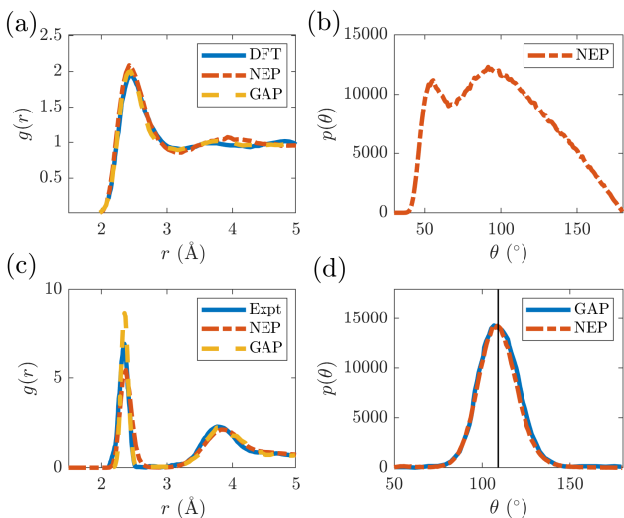 (a)
2.5
2
1.5
1
0.5
g(r)
DFT
NEP
GAP
2
3
4
5
r (Å)
(b)
15000
10000
5000
0
p(θ)
NEP
50
100
150
θ (°)
(c)
10
5
0
g(r)
Expt
NEP
GAP
2
3
4
5
r (Å)
(d)
15000
10000
5000
0
p(θ)
GAP
NEP
50
100
150
θ (°)